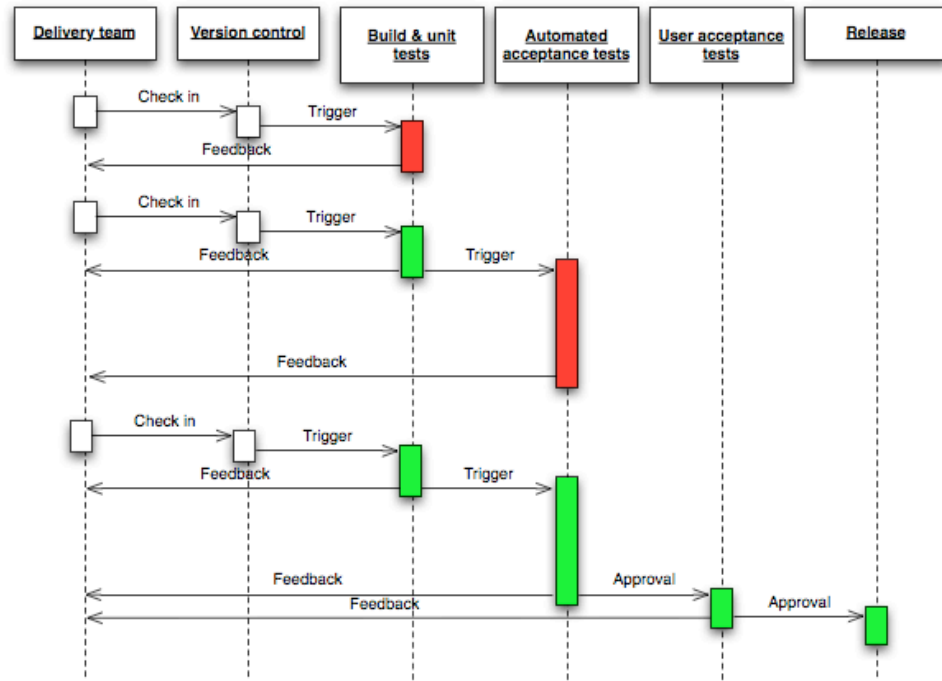 Delivery team
Version control
Build & unit
tests
Automated
acceptance tests
User acceptance
tests
Release
Check in
Trigger
Feedback
Check in
Trigger
Feedback
Trigger
Feedback
Check in
Trigger
Feedback
Trigger
Feedback
Approval
Feedback
Approval